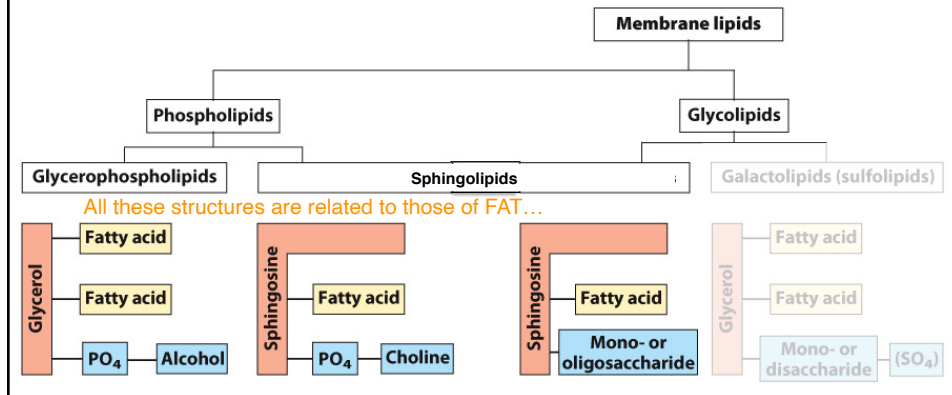 Membrane lipids
Phospholipids
Glycolipids
Glycerophospholipids
Sphingolipids
Galactolipids (sulfolipids)
All these structures are related to those of FAT...
Glycerol
Fatty acid
Fatty acid
PO4
Alcohol
Sphingosine
Fatty acid
PO4
Choline
Sphingosine
Fatty acid
Mono- or
oligosaccharide
Glycerol
Fatty acid
Fatty acid
Mono- or
disaccharide
(SO4)